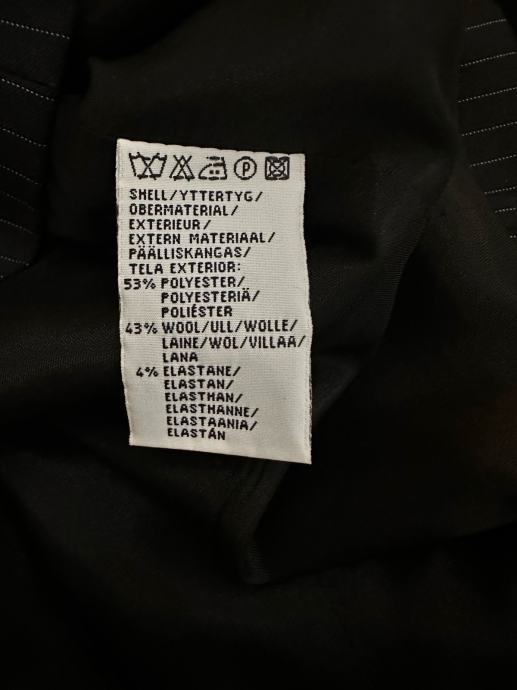 P
SHELL/YTTERTYG/
OBERMATERIAL/
EXTERIEUR/
EXTERN MATERIAAL/
PÄÄLLISKANGAS/
TELA EXTERIOR:
53% POLYESTER/
POLYESTERIÄ/
POLIÉSTER
43% WOOL/ULL/WOLLE/
LAINE/WOL/VILLAA/
LANA
4% ELASTANE/
ELASTAN/
ELASTHAN/
ELASTHANNE/
ELASTAANIA/
ELASTÁN